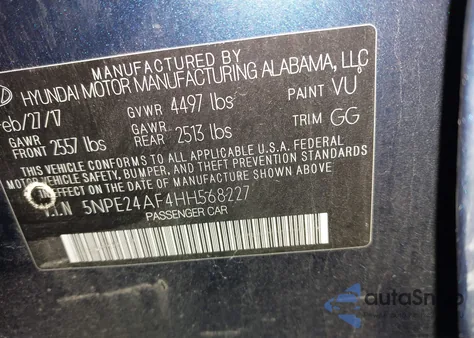 MANUFACTURED BY
HYUNDAI MOTOR MANUFACTURING ALABAMA, LLC
eb/27/17 GVWR 4497 lbs PAINT VU
GAWR FRONT 2557 lbs GAWR REAR 2513 lbs TRIM GG
THIS VEHICLE CONFORMS TO ALL APPLICABLE U.S.A. FEDERAL
MOTOR VEHICLE SAFETY, BUMPER, AND THEFT PREVENTION STANDARDS
IN EFFECT ON THE DATE OF MANUFACTURE SHOWN ABOVE.
V.I.N 5NPE24AF4HH568227
PASSENGER CAR